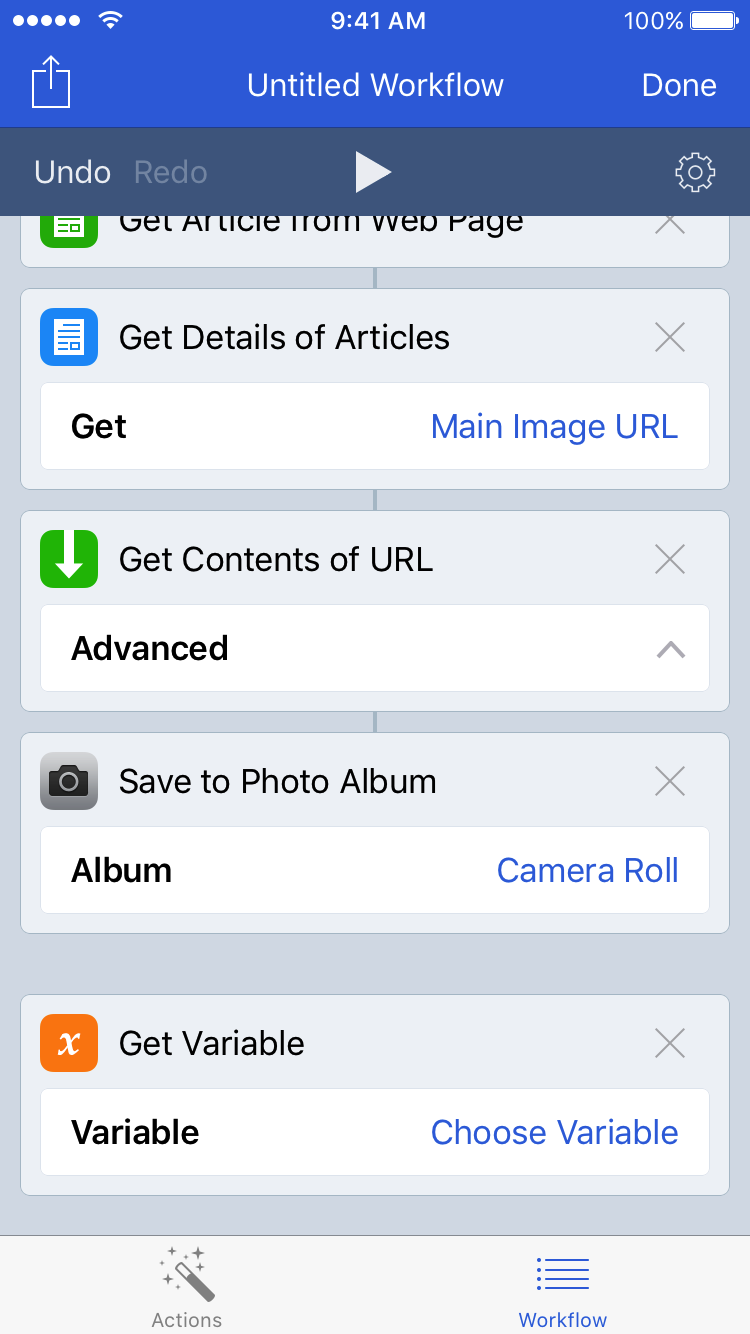 9:41 AM 100%
Untitled Workflow Done
Undo Redo
Get Article from Web Page
Get Details of Articles
Get Main Image URL
Get Contents of URL
Advanced
Save to Photo Album
Album Camera Roll
x Get Variable
Variable Choose Variable
Actions Workflow